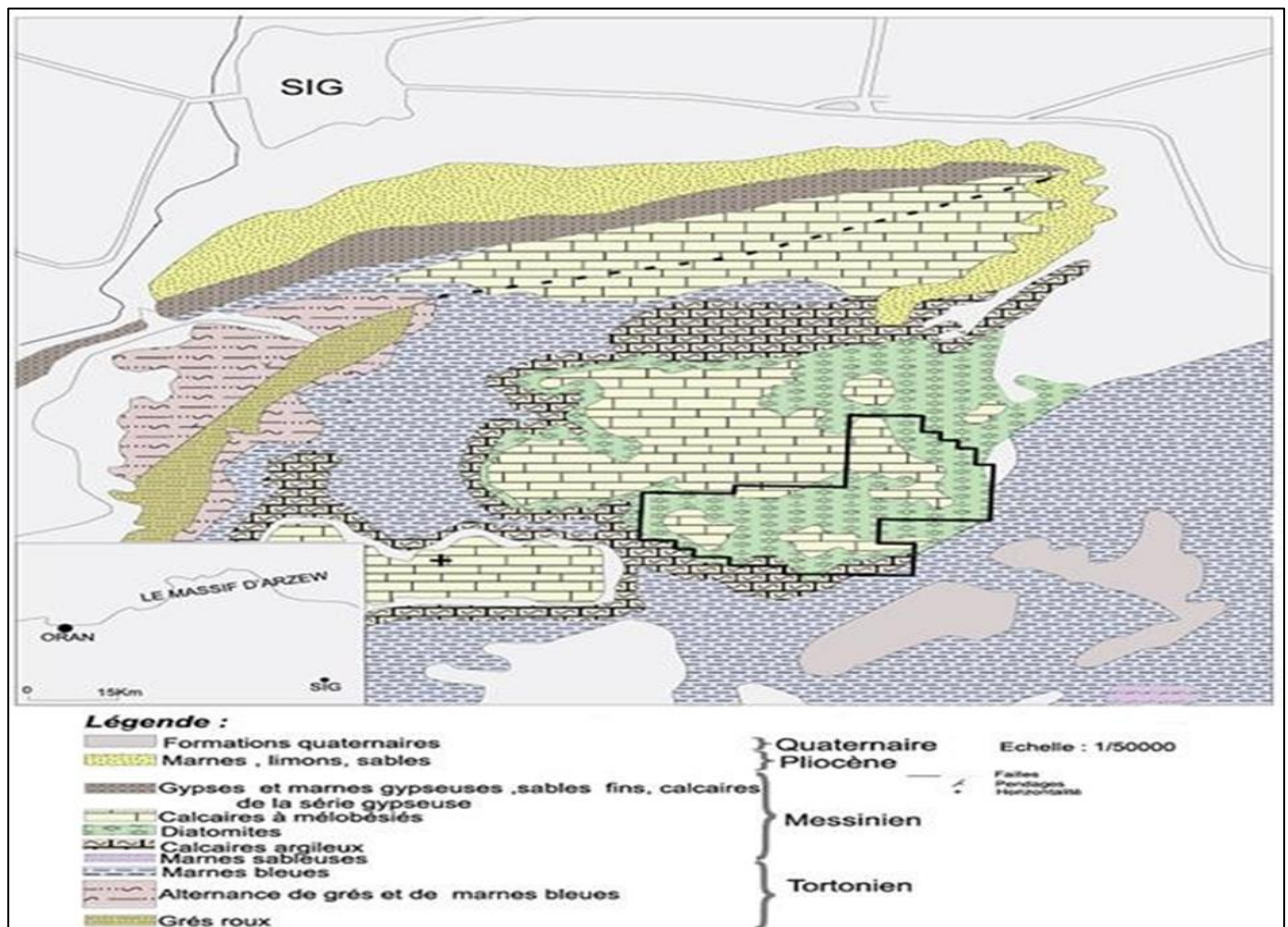 SIG
LE MASSIF D'ARZEW
ORAN
SIG
0 15Km
Légende :
Formations quaternaires
Marnes , limons, sables
Gypses et marnes gypseuses ,sables fins, calcaires
de la série gypseuse
Calcaires à mélobésiés
Diatomites
Calcaires argileux
Marnes sableuses
Marnes bleues
Alternance de grés et de marnes bleues
Grés roux
Quaternaire
Pliocène
Messinien
Tortonien
Echelle : 1/50000
Failles
Pendages
Horizontalité